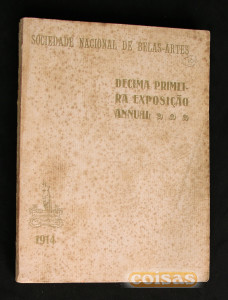 SOCIEDADE NACIONAL DE BELAS-ARTES
DECIMA PRIMEI-
RA EXPOSIÇÃO
ANNUAL
1914
coisas